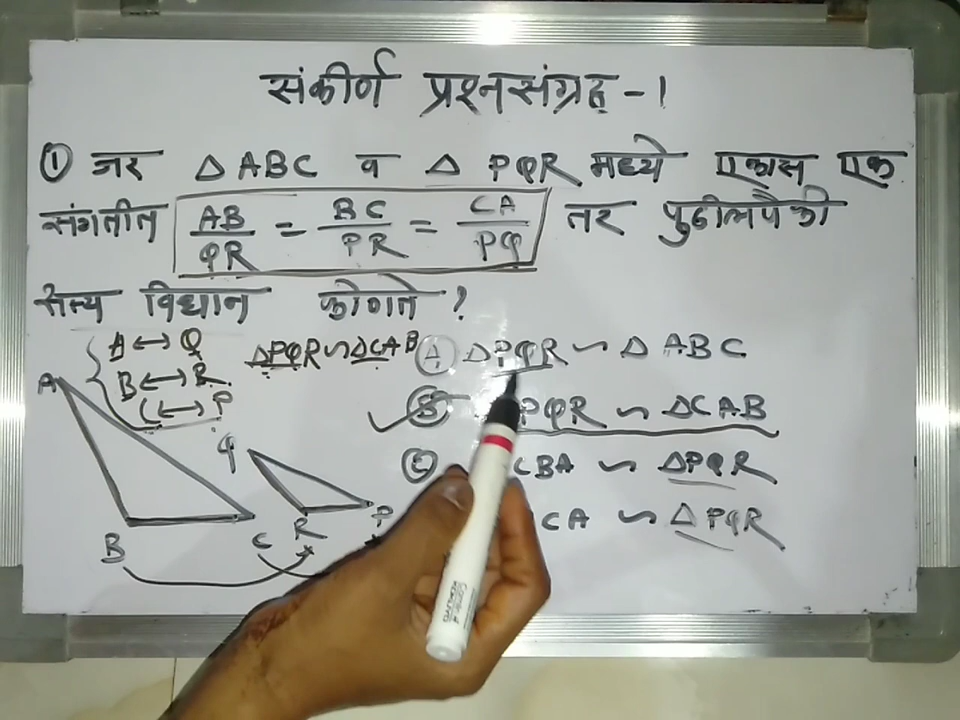 संकीर्ण प्रश्नसंग्रह - 1
① जर △ ABC व △ PQR मध्ये एकास एक
संगतीत AB/QR = BC/PR = CA/PQ तर पुढीलपैकी
सत्य विधान कोणते ?
A ↔ Q
B ↔ R
C ↔ P
△PQR ∽ △CAB
Ⓐ △PQR ∽ △ ABC
Ⓑ PQR ∽ △CAB
Ⓒ CBA ∽ △PQR
CA ∽ △PQR
A
B
C
Q
R
P